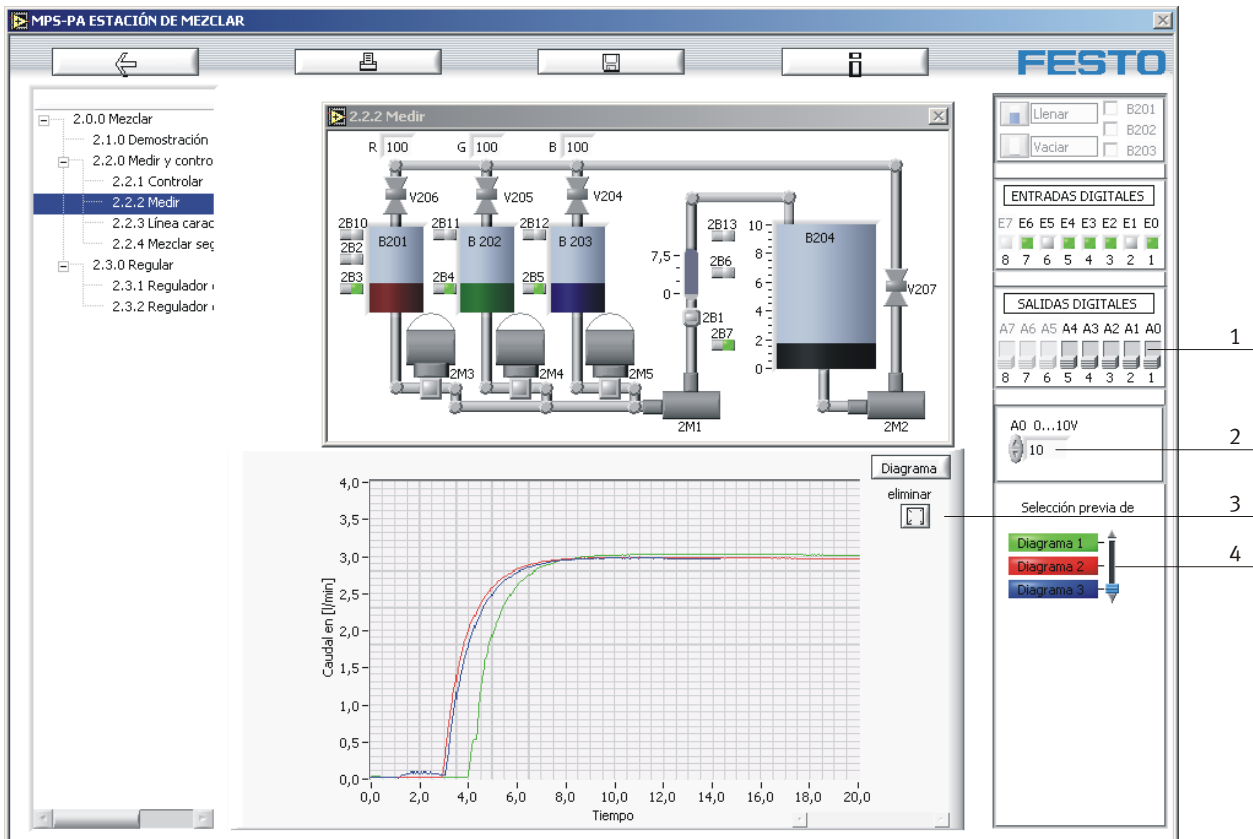 MPS-PA ESTACIÓN DE MEZCLAR
FESTO
2.0.0 Mezclar
2.1.0 Demostración
2.2.0 Medir y contro
2.2.1 Controlar
2.2.2 Medir
2.2.3 Línea carac
2.2.4 Mezclar seg
2.3.0 Regular
2.3.1 Regulador
2.3.2 Regulador
2.2.2 Medir
R 100 G 100 B 100
V206 V205 V204
2B10 2B11 2B12 2B13
B201 B 202 B 203 B204
2B2 2B6
2B3 2B4 2B5
7,5
0
10
8
6
4
2
0
V207
2B1
2B7
2M3 2M4 2M5
2M1 2M2
Llenar
Vaciar
B201
B202
B203
ENTRADAS DIGITALES
E7 E6 E5 E4 E3 E2 E1 E0
8 7 6 5 4 3 2 1
SALIDAS DIGITALES
A7 A6 A5 A4 A3 A2 A1 A0
8 7 6 5 4 3 2 1
1
A0 0...10V
10
2
Diagrama
eliminar
3
Selección previa de
Diagrama 1
Diagrama 2
Diagrama 3
4
Caudal en [l/min]
4,0
3,5
3,0
2,5
2,0
1,5
1,0
0,5
0,0
0,0 2,0 4,0 6,0 8,0 10,0 12,0 14,0 16,0 18,0 20,0
Tiempo